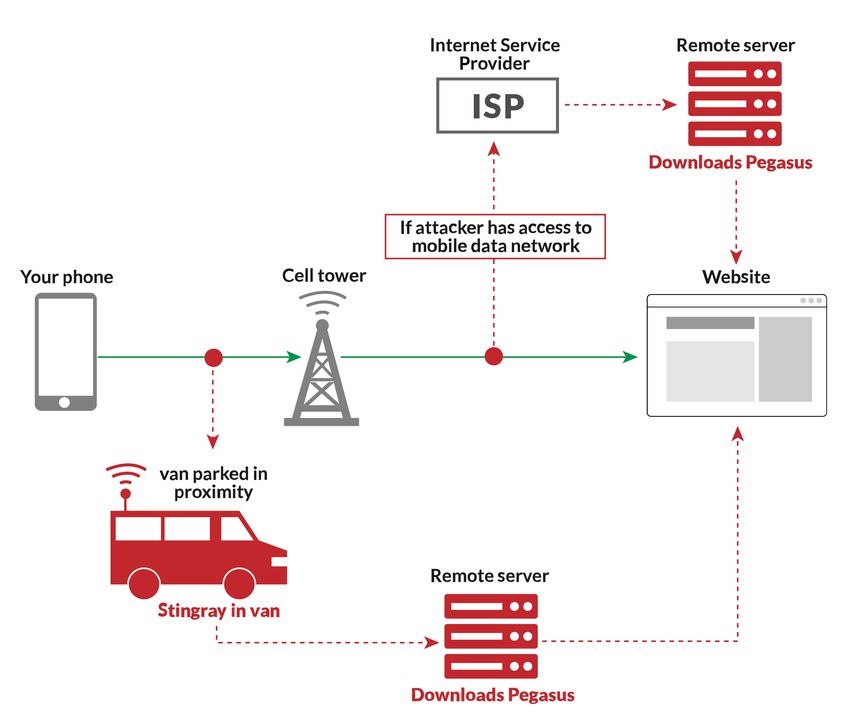 Internet Service
Provider
ISP
Remote server
Downloads Pegasus
If attacker has access to
mobile data network
Your phone
Cell tower
Website
van parked in
proximity
Stingray in van
Remote server
Downloads Pegasus